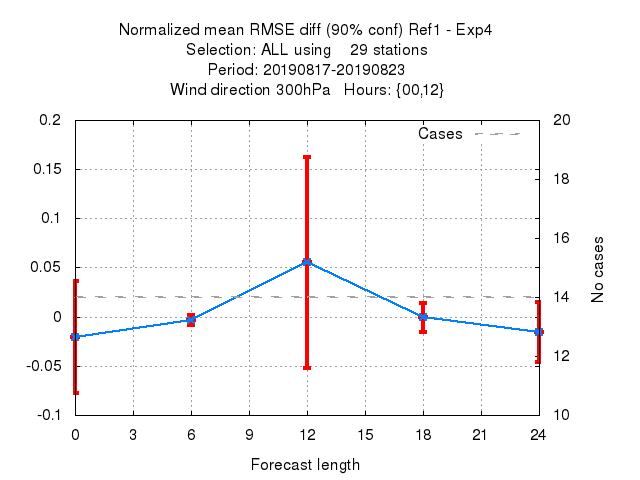 Normalized mean RMSE diff (90% conf) Ref1 - Exp4
Selection: ALL using    29 stations
Period: 20190817-20190823
Wind direction 300hPa   Hours: {00,12}
Cases
0.2
0.15
0.1
0.05
0
-0.05
-0.1
20
18
16
14
12
10
No cases
0 3 6 9 12 15 18 21 24
Forecast length